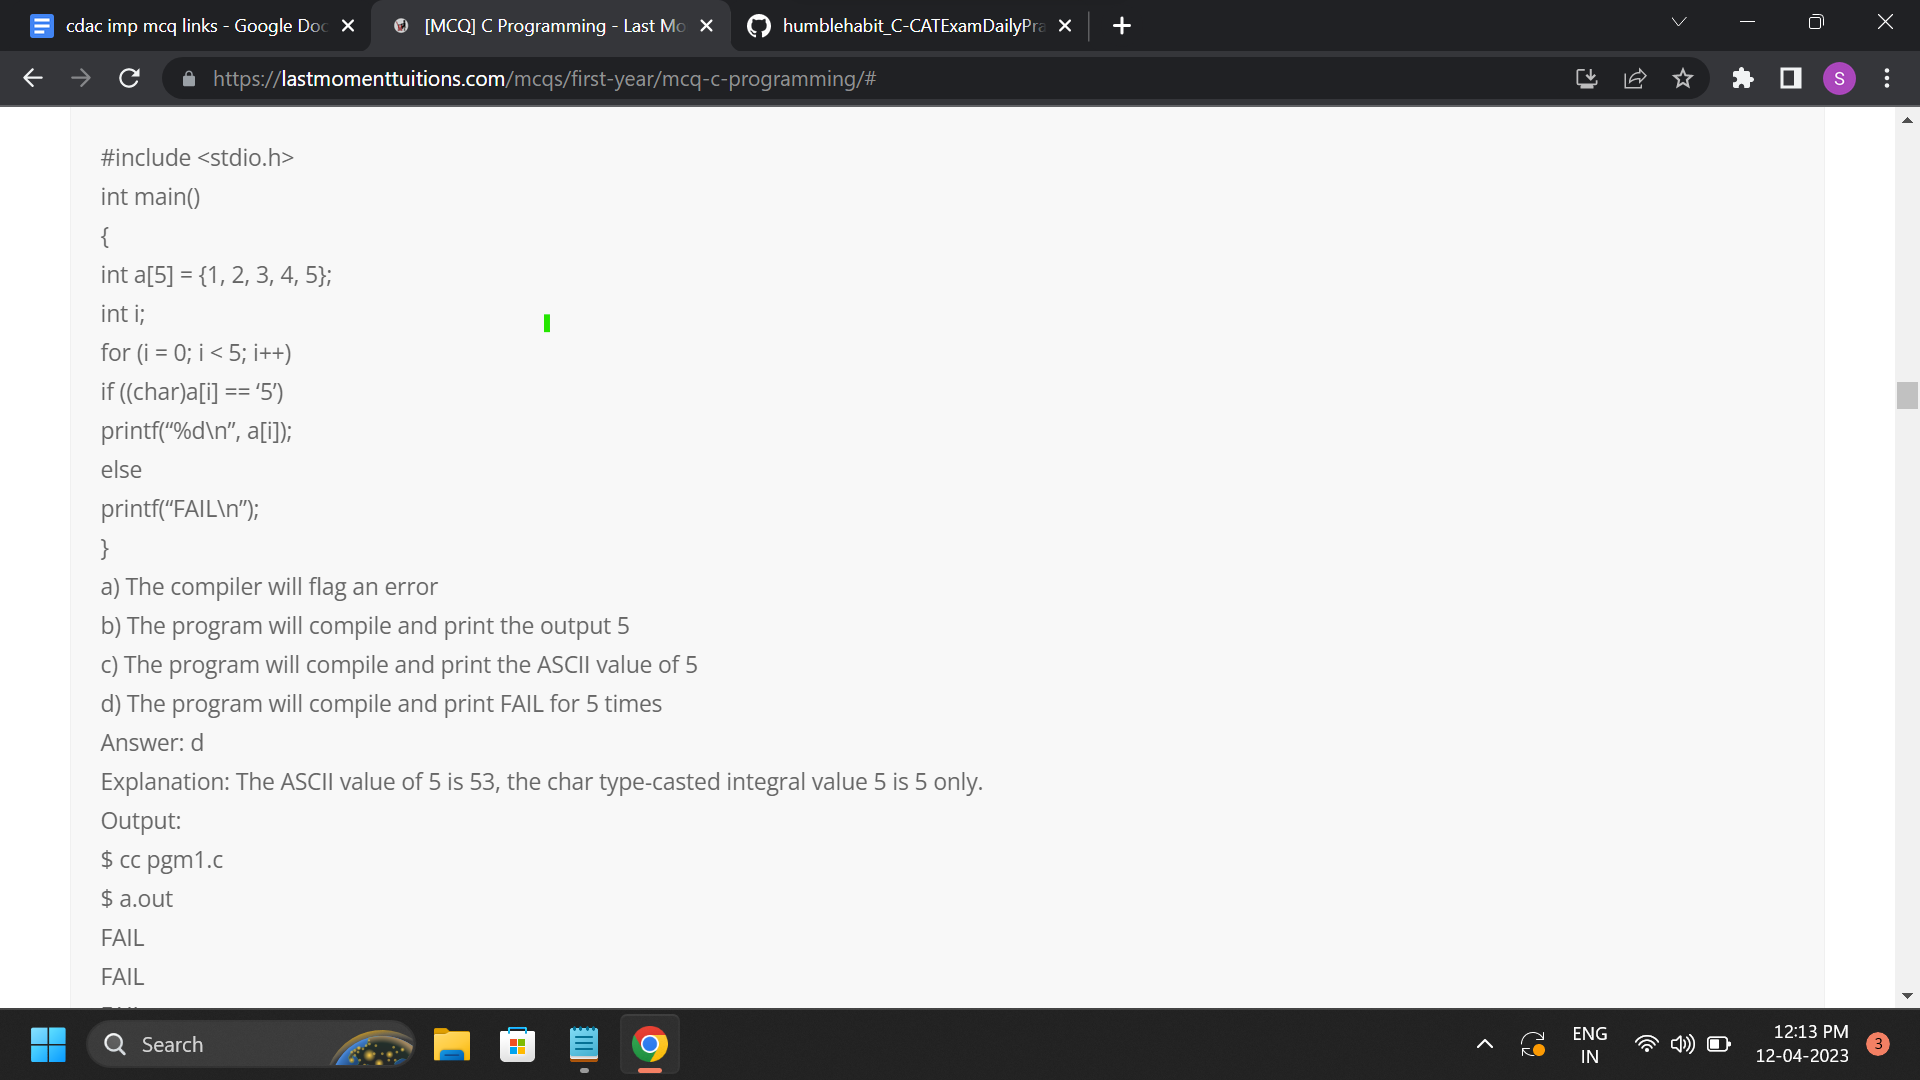 cdac imp mcq links - Google Doc
[MCQ] C Programming - Last Mo
humblehabit_C-CATExamDailyPra
https://lastmomenttuitions.com/mcqs/first-year/mcq-c-programming/#
S
#include <stdio.h>
int main()
{
int a[5] = {1, 2, 3, 4, 5};
int i;
for (i = 0; i < 5; i++)
if ((char)a[i] == ‘5’)
printf(“%d\n”, a[i]);
else
printf(“FAIL\n”);
}
a) The compiler will flag an error
b) The program will compile and print the output 5
c) The program will compile and print the ASCII value of 5
d) The program will compile and print FAIL for 5 times
Answer: d
Explanation: The ASCII value of 5 is 53, the char type-casted integral value 5 is 5 only.
Output:
$ cc pgm1.c
$ a.out
FAIL
FAIL
Search
ENG
IN
12:13 PM
12-04-2023
3